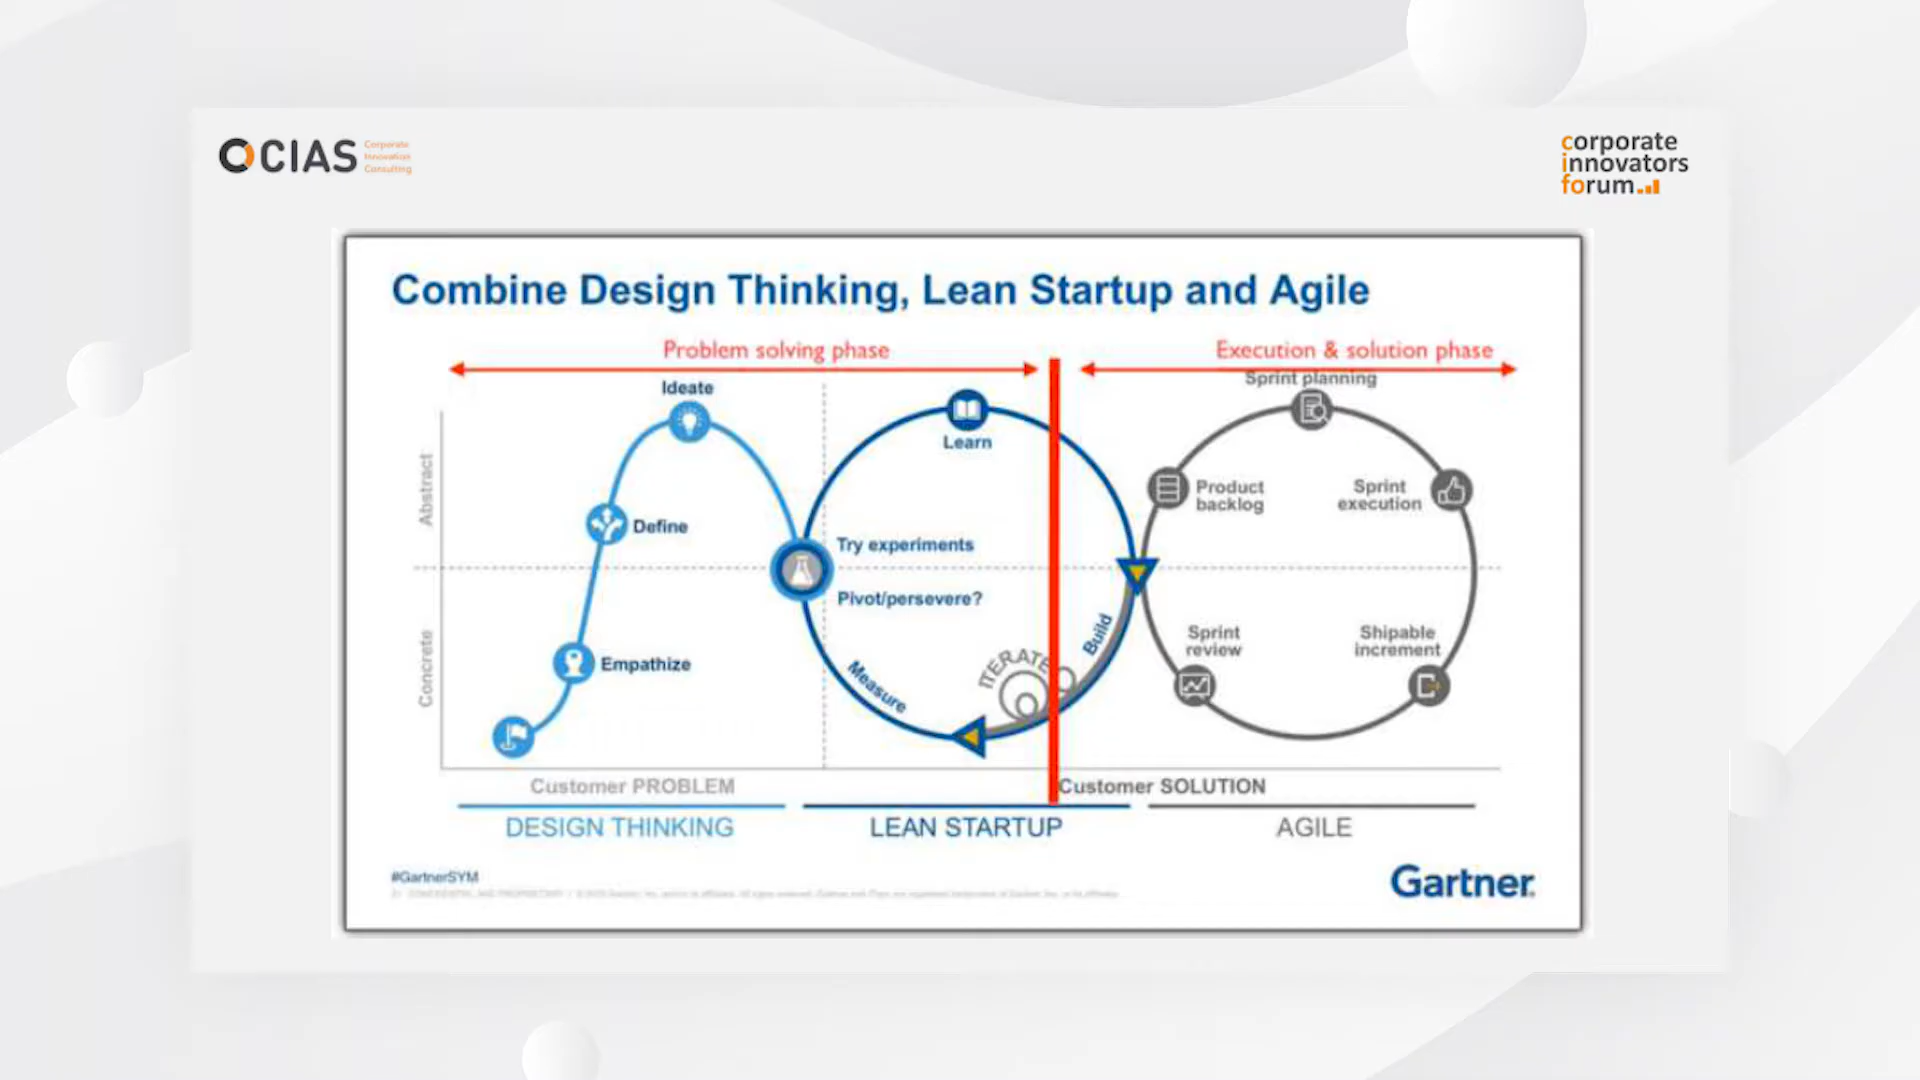 CIAS
Corporate
Innovation
Consulting
corporate
innovators
forum
Combine Design Thinking, Lean Startup and Agile
Problem solving phase
Execution & solution phase
Sprint planning
Ideate
Learn
Abstract
Product
backlog
Sprint
execution
Define
Try experiments
Pivot/persevere?
Concrete
Empathize
Measure
ITERATE
Build
Sprint
review
Shipable
increment
Customer PROBLEM
Customer SOLUTION
DESIGN THINKING
LEAN STARTUP
AGILE
#GartnerSYM
Gartner.